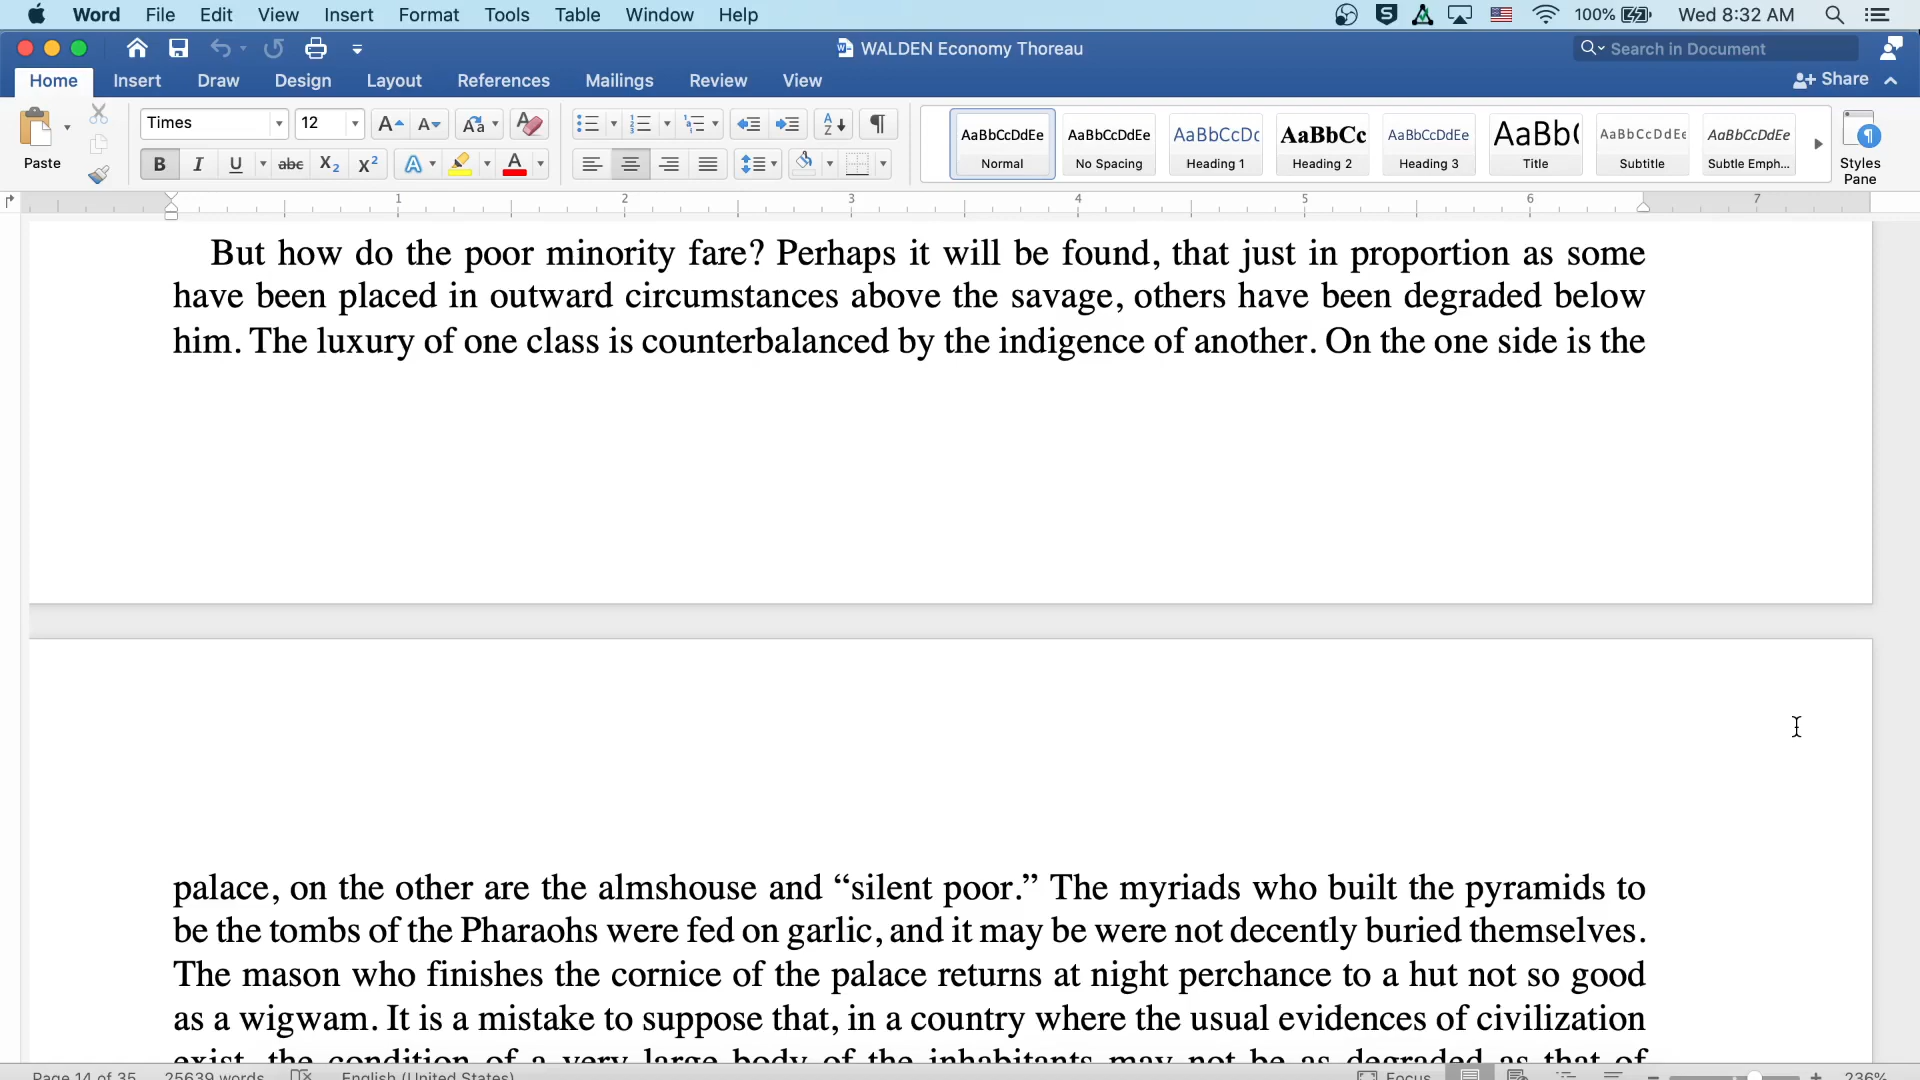 Word File Edit View Insert Format Tools Table Window Help 100% Wed 8:32 AM
WALDEN Economy Thoreau Search in Document
Home Insert Draw Design Layout References Mailings Review View Share
Paste Times 12
B I U abc X2 X2 A A
AaBbCcDdEe AaBbCcDdEe AaBbCcDc AaBbCc AaBbCcDdEe AaBb( AaBbCcDdEe AaBbCcDdEe
Normal No Spacing Heading 1 Heading 2 Heading 3 Title Subtitle Subtle Emph...
Styles
Pane
1 2 3 4 5 6 7
But how do the poor minority fare? Perhaps it will be found, that just in proportion as some
have been placed in outward circumstances above the savage, others have been degraded below
him. The luxury of one class is counterbalanced by the indigence of another. On the one side is the
palace, on the other are the almshouse and “silent poor.” The myriads who built the pyramids to
be the tombs of the Pharaohs were fed on garlic, and it may be were not decently buried themselves.
The mason who finishes the cornice of the palace returns at night perchance to a hut not so good
as a wigwam. It is a mistake to suppose that, in a country where the usual evidences of civilization
exist, the condition of a very large body of the inhabitants may not be as degraded as that of
Page 14 of 35 25639 words English (United States) Focus 236%